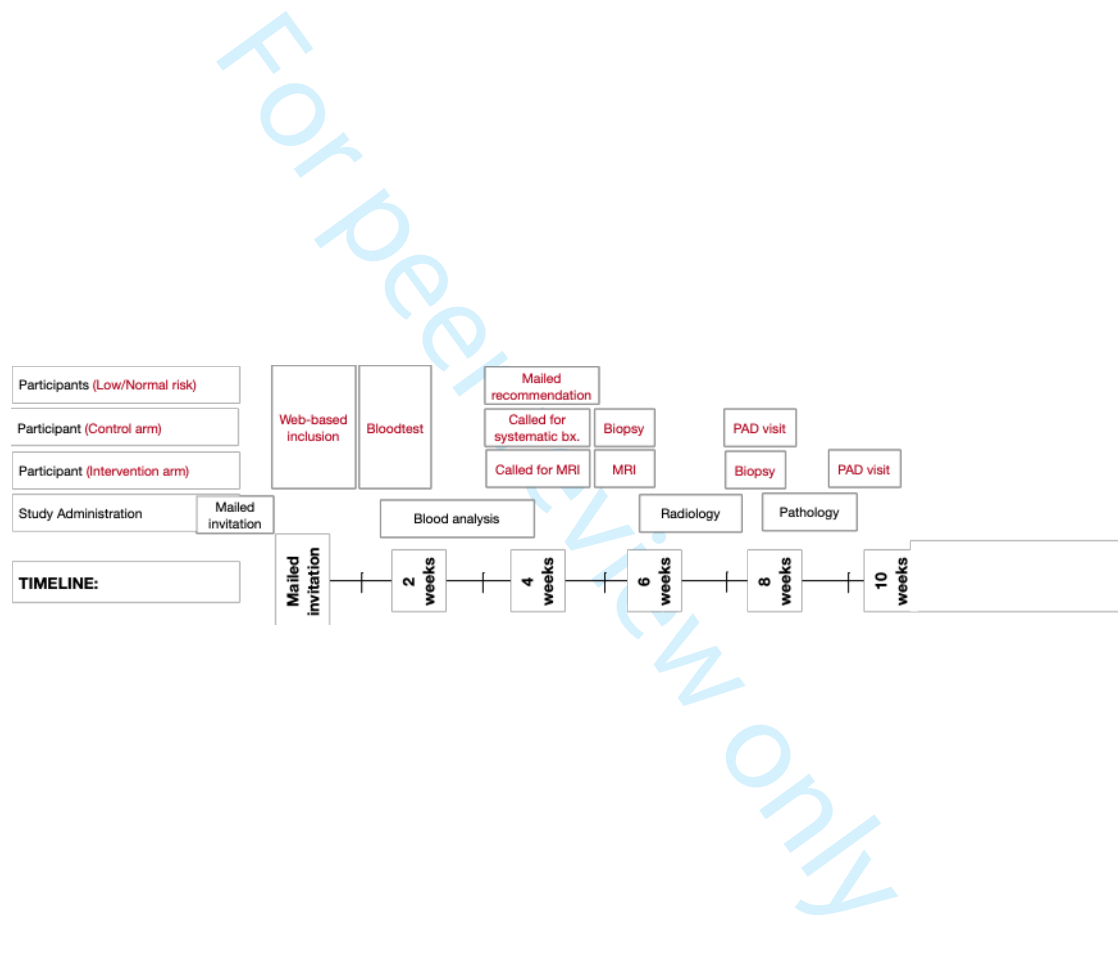 For peer review only
Participants (Low/Normal risk)
Web-based
inclusion
Bloodtest
Mailed
recommendation
Participant (Control arm)
Called for
systematic bx.
Biopsy
PAD visit
Participant (Intervention arm)
Called for MRI
MRI
Biopsy
PAD visit
Study Administration
Mailed
invitation
Blood analysis
Radiology
Pathology
TIMELINE:
Mailed
invitation
2
weeks
4
weeks
6
weeks
8
weeks
10
weeks